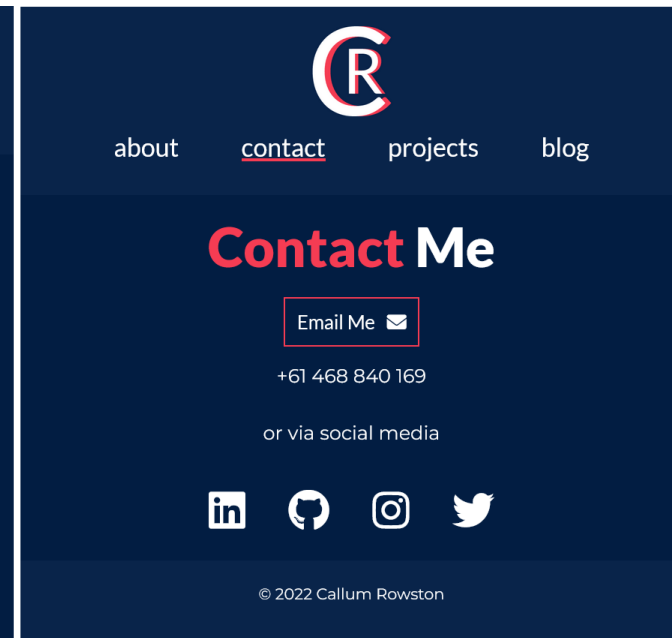 CR
about contact projects blog
Contact Me
Email Me
+61 468 840 169
or via social media
in
© 2022 Callum Rowston